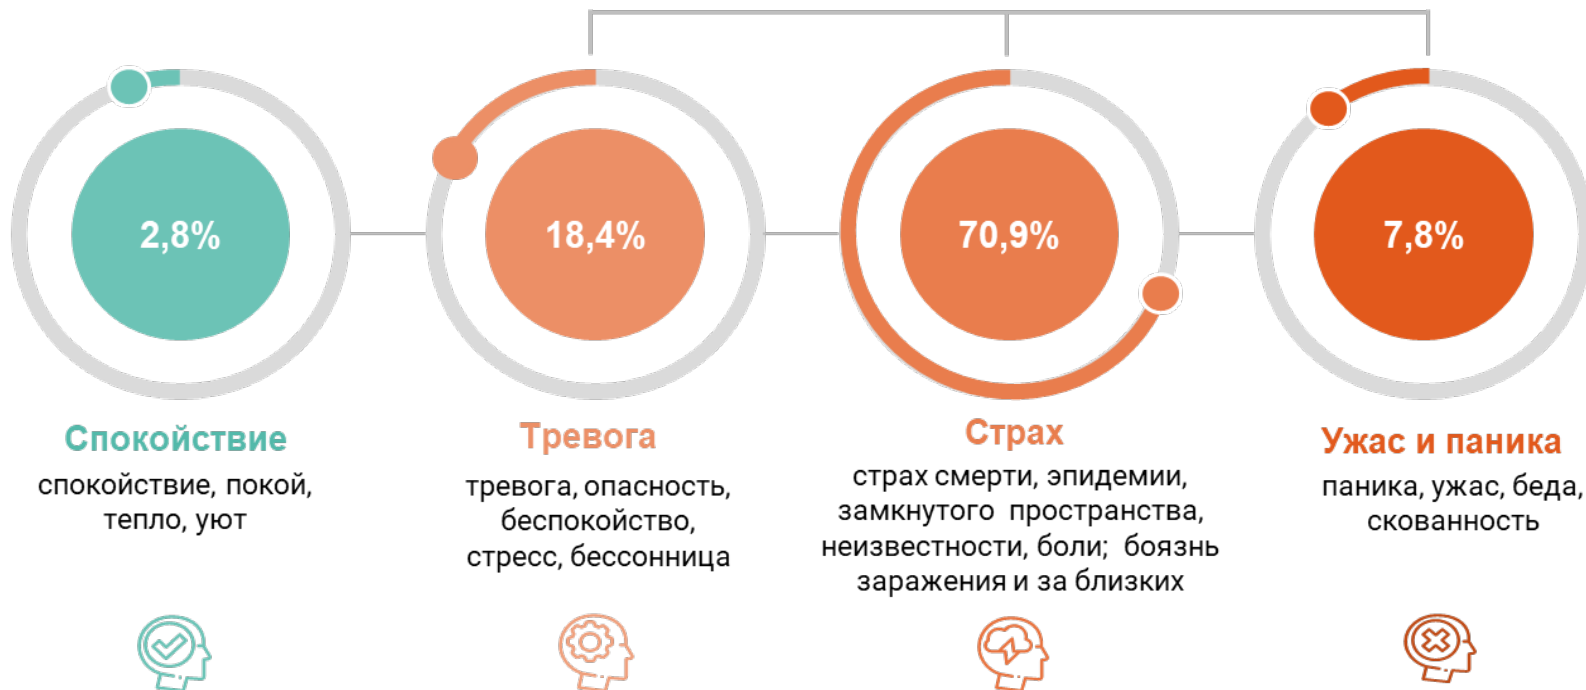 2,8%
18,4%
70,9%
7,8%
Спокойствие
спокойствие, покой,
тепло, уют
Тревога
тревога, опасность,
беспокойство,
стресс, бессонница
Страх
страх смерти, эпидемии,
замкнутого пространства,
неизвестности, боли; боязнь
заражения и за близких
Ужас и паника
паника, ужас, беда,
скованность